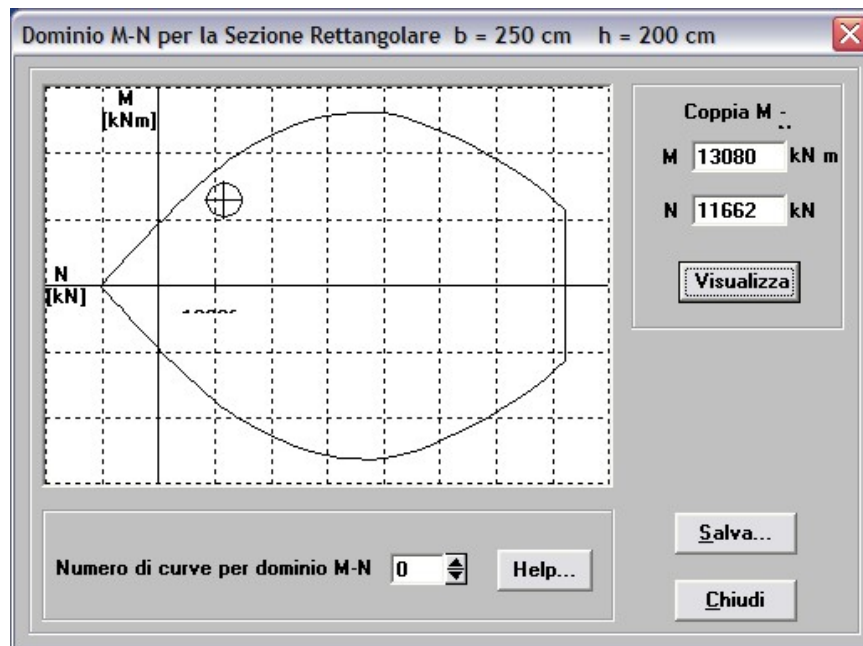 Dominio M-N per la Sezione Rettangolare b = 250 cm h = 200 cm
M
[kNm]
N
[kN]
Coppia M -
M 13080 kN m
N 11662 kN
Visualizza
Numero di curve per dominio M-N 0 Help...
Salva...
Chiudi